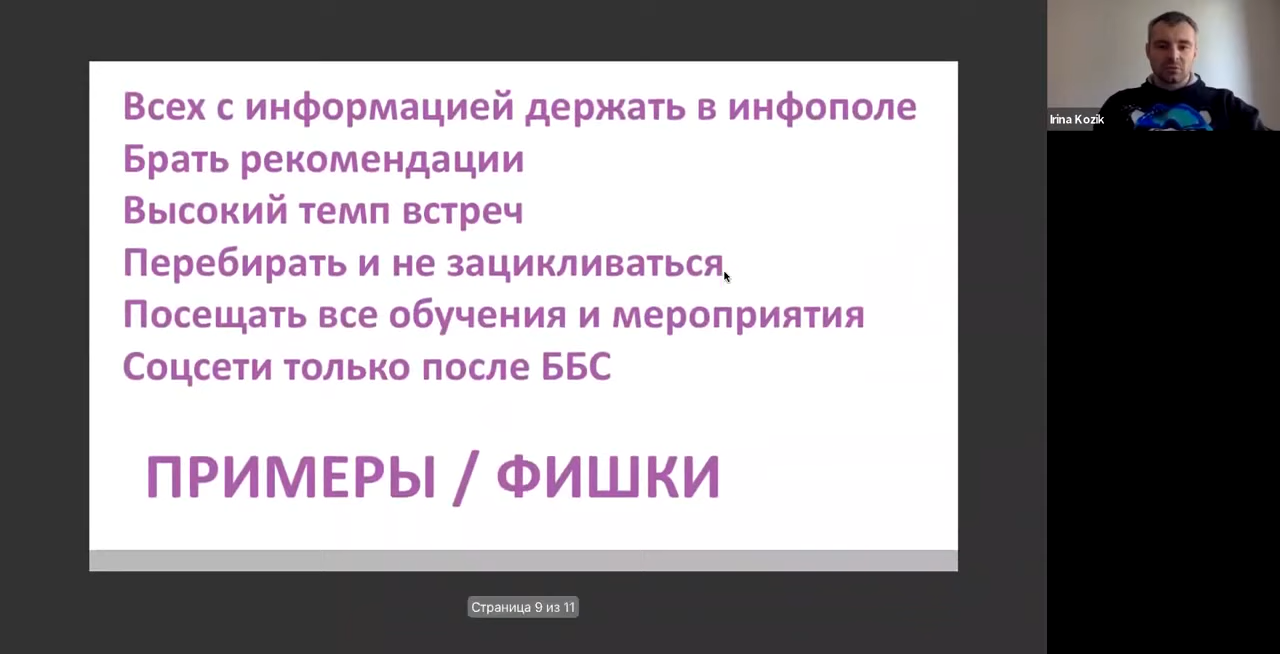 Всех с информацией держать в инфополе
Брать рекомендации
Высокий темп встреч
Перебирать и не зацикливаться
Посещать все обучения и мероприятия
Соцсети только после ББС
ПРИМЕРЫ / ФИШКИ
Страница 9 из 11
Irina Kozik